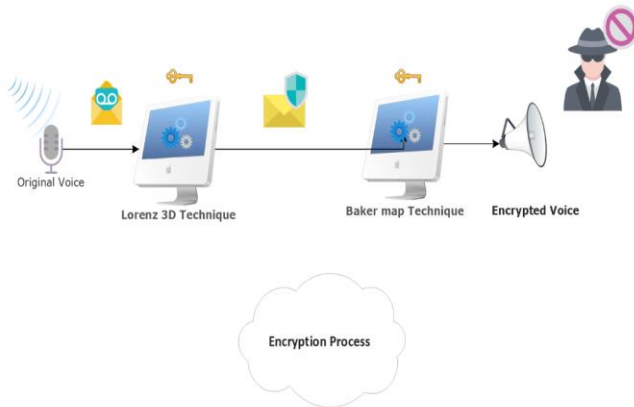 Original Voice
Lorenz 3D Technique
Baker map Technique
Encrypted Voice
Encryption Process